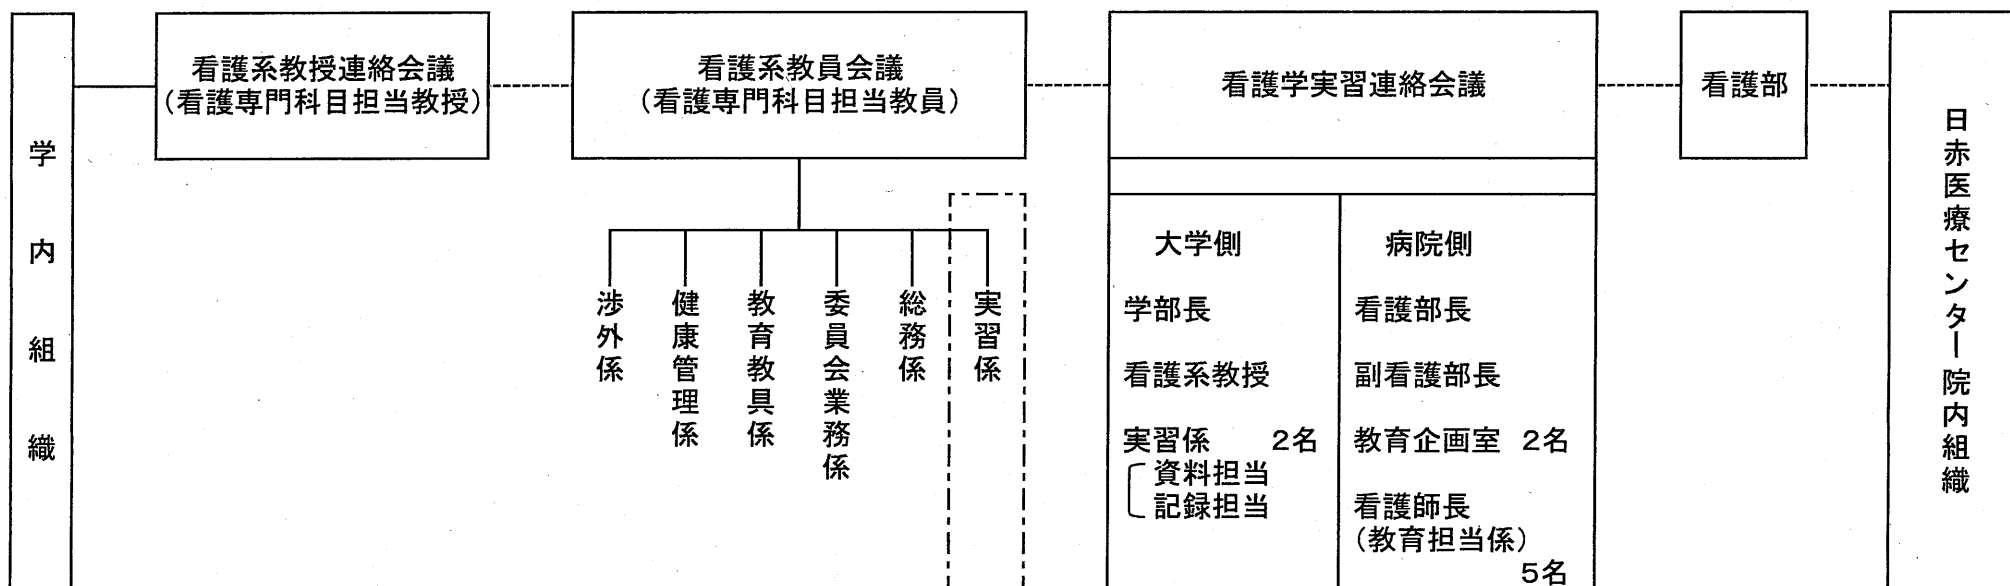 学内組織
看護系教授連絡会議
（看護専門科目担当教授）
看護系教員会議
（看護専門科目担当教員）
渉外係
健康管理係
教育教具係
委員会業務係
総務係
実習係
看護学実習連絡会議
大学側
学部長
看護系教授
実習係 2名
資料担当
記録担当
病院側
看護部長
副看護部長
教育企画室 2名
看護師長
（教育担当係）
5名
看護部
日赤医療センター院内組織